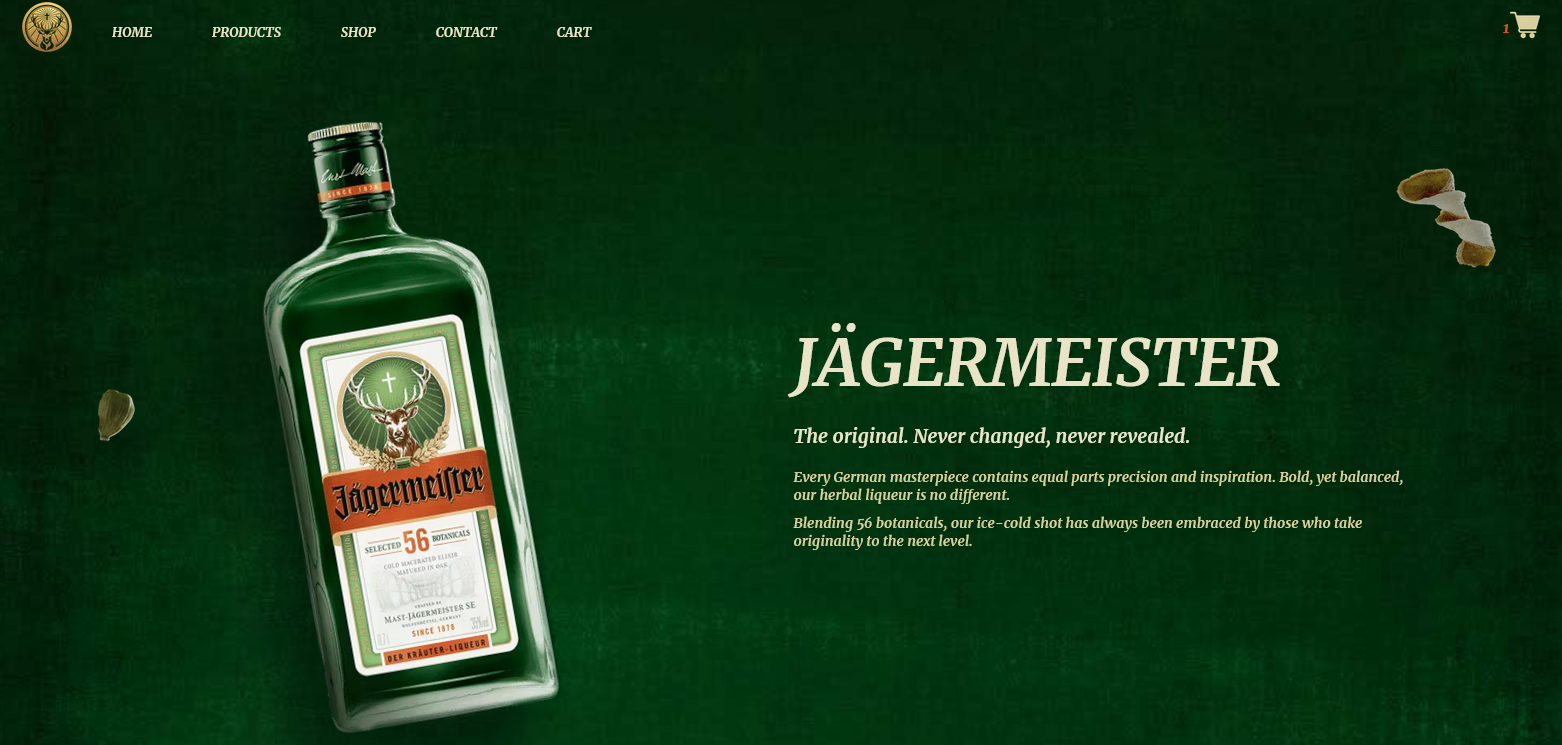 HOME PRODUCTS SHOP CONTACT CART
1
SINCE 1878
JÄGERMEISTER
The original. Never changed, never revealed.
Every German masterpiece contains equal parts precision and inspiration. Bold, yet balanced,
our herbal liqueur is no different.
Blending 56 botanicals, our ice-cold shot has always been embraced by those who take
originality to the next level.
Jägermeister
SELECTED 56 BOTANICALS
COLD MACERATED ELIXIR
MATURED IN OAK
CRAFTED BY
MAST-JÄGERMEISTER SE
WOLFENBÜTTEL, GERMANY
SINCE 1878
DER KRÄUTER-LIQUEUR